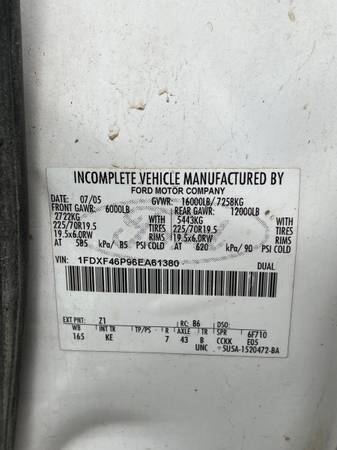 INCOMPLETE VEHICLE MANUFACTURED BY
FORD MOTOR COMPANY
DATE: 07/05 GVWR: 16000LB/ 7258KG
FRONT GAWR: 6000LB REAR GAWR: 12000LB
2722KG WITH 5443KG WITH
225/70R19.5 TIRES 225/70R19.5 TIRES
19.5x6.0RW RIMS 19.5x6.0RW RIMS
AT 585 kPa/ 85 PSI COLD AT 620 kPa/ 90 PSI COLD
VIN: 1FDXF46P96EA61380 DUAL
EXT PNT: Z1 RC: 86 DSO:
WB INT TR TP/PS R AXLE TR SPR 6F710
165 KE 7 43 B CCKK E05
UNC 5U5A-1520472-BA